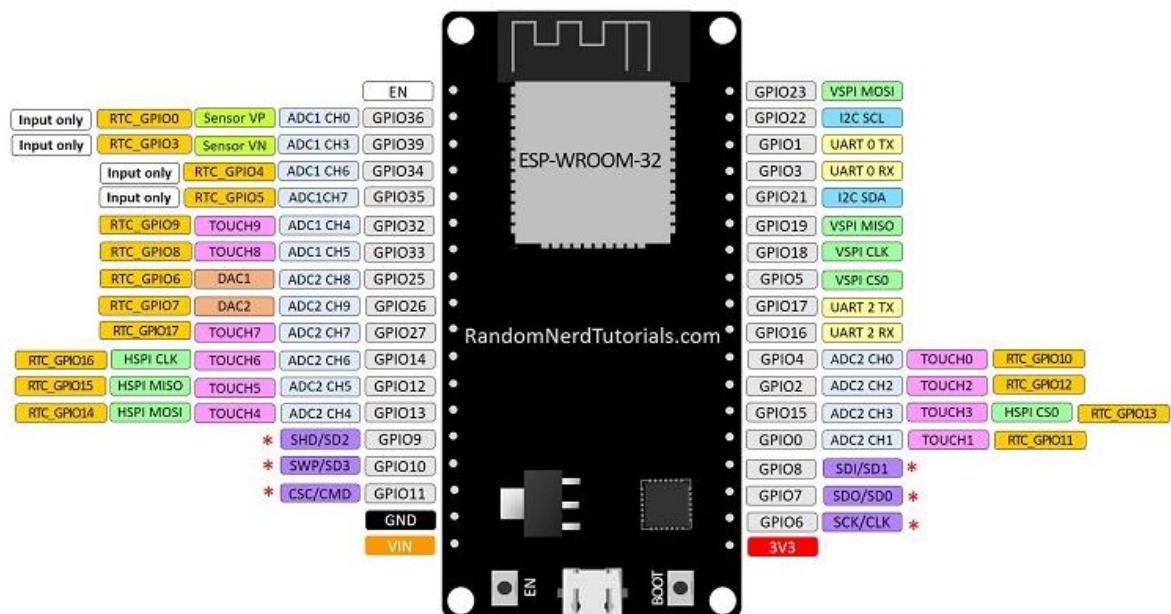 EN
Input only RTC_GPIO0 Sensor VP ADC1 CH0 GPIO36
Input only RTC_GPIO3 Sensor VN ADC1 CH3 GPIO39
Input only RTC_GPIO4 ADC1 CH6 GPIO34
Input only RTC_GPIO5 ADC1CH7 GPIO35
RTC_GPIO9 TOUCH9 ADC1 CH4 GPIO32
RTC_GPIO8 TOUCH8 ADC1 CH5 GPIO33
RTC_GPIO6 DAC1 ADC2 CH8 GPIO25
RTC_GPIO7 DAC2 ADC2 CH9 GPIO26
RTC_GPIO17 TOUCH7 ADC2 CH7 GPIO27
RTC_GPIO16 HSPI CLK TOUCH6 ADC2 CH6 GPIO14
RTC_GPIO15 HSPI MISO TOUCH5 ADC2 CH5 GPIO12
RTC_GPIO14 HSPI MOSI TOUCH4 ADC2 CH4 GPIO13
* SHD/SD2 GPIO9
* SWP/SD3 GPIO10
* CSC/CMD GPIO11
GND
VIN
ESP-WROOM-32
RandomNerdTutorials.com
EN
BOOT
GPIO23 VSPI MOSI
GPIO22 I2C SCL
GPIO1 UART 0 TX
GPIO3 UART 0 RX
GPIO21 I2C SDA
GPIO19 VSPI MISO
GPIO18 VSPI CLK
GPIO5 VSPI CS0
GPIO17 UART 2 TX
GPIO16 UART 2 RX
GPIO4 ADC2 CH0 TOUCH0 RTC_GPIO10
GPIO2 ADC2 CH2 TOUCH2 RTC_GPIO12
GPIO15 ADC2 CH3 TOUCH3 HSPI CS0 RTC_GPIO13
GPIO0 ADC2 CH1 TOUCH1 RTC_GPIO11
GPIO8 SDI/SD1 *
GPIO7 SDO/SD0 *
GPIO6 SCK/CLK *
3V3